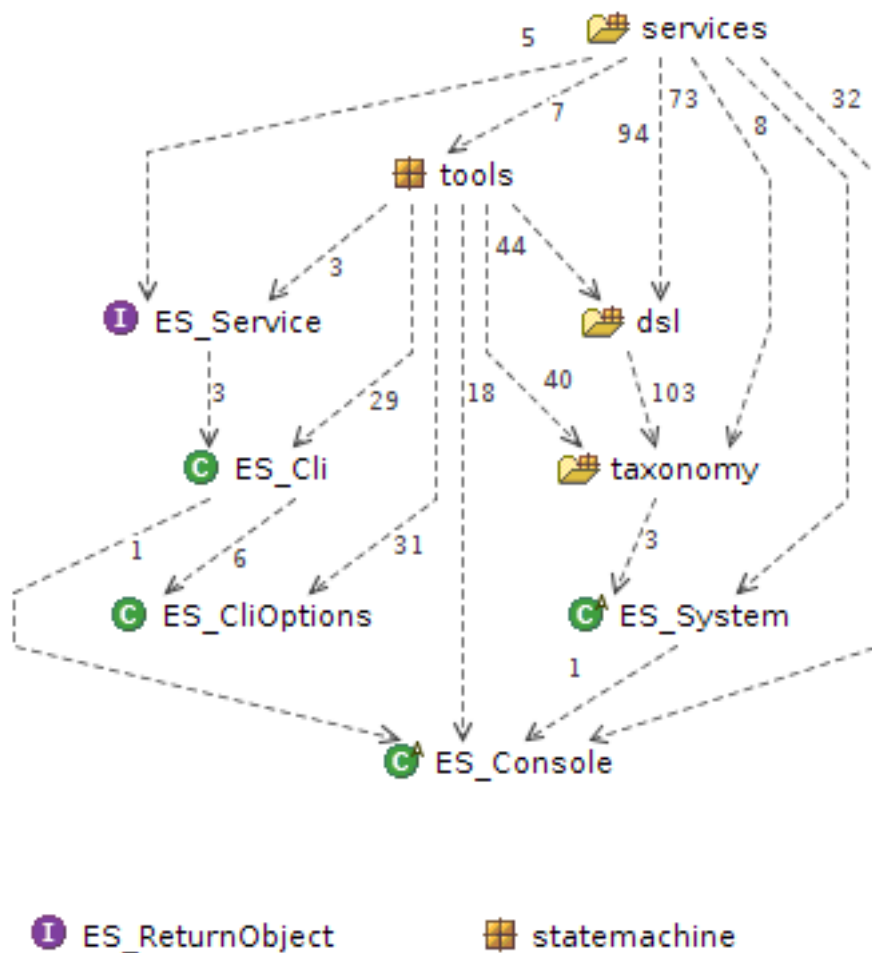 services
5
73
32
7
8
94
tools
44
3
I ES_Service
dsl
3
29
18
40
103
C ES_Cli
taxonomy
1
6
31
3
C ES_CliOptions
C A ES_System
1
C A ES_Console
I ES_ReturnObject
statemachine